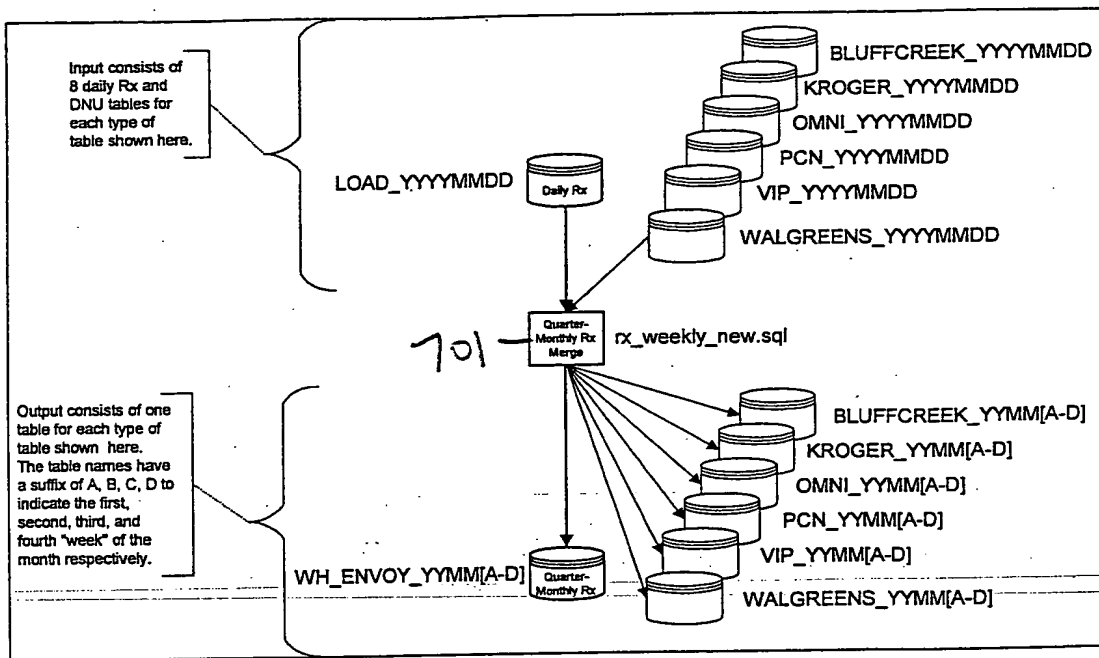 Input consists of
8 daily Rx and
DNU tables for
each type of
table shown here.
LOAD_YYYYMMDD
Daily Rx
BLUFFCREEK_YYYYMMDD
KROGER_YYYYMMDD
OMNI_YYYYMMDD
PCN_YYYYMMDD
VIP_YYYYMMDD
WALGREENS_YYYYMMDD
701
Quarter-
Monthly Rx
Merge
rx_weekly_new.sql
Output consists of one
table for each type of
table shown here.
The table names have
a suffix of A, B, C, D to
indicate the first,
second, third, and
fourth "week" of the
month respectively.
WH_ENVOY_YYMM[A-D]
Quarter-
Monthly Rx
BLUFFCREEK_YYMM[A-D]
KROGER_YYMM[A-D]
OMNI_YYMM[A-D]
PCN_YYMM[A-D]
VIP_YYMM[A-D]
WALGREENS_YYMM[A-D]